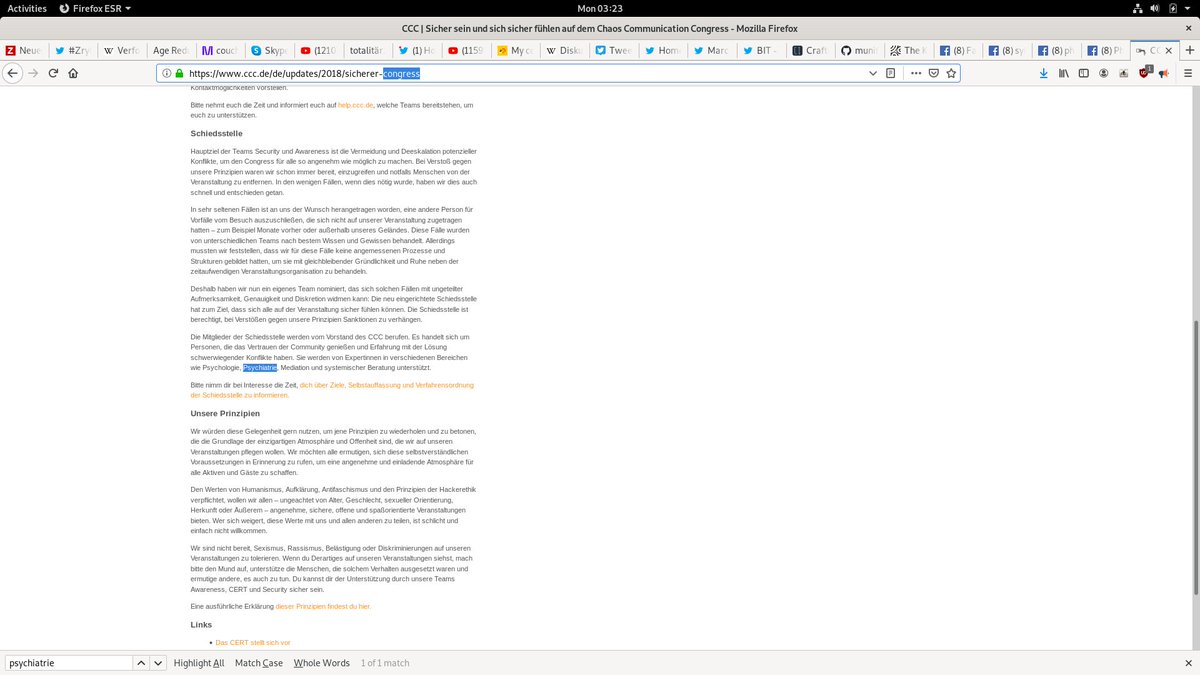 Activities Firefox ESR Mon 03:23
CCC | Sicher sein und sich sicher fühlen auf dem Chaos Communication Congress - Mozilla Firefox
Neue #Zry W Verfo Age Red couch Skype (1210 totalitär (1) Ho (1159 My c Disku Twee Hom Marc BIT - Craft munit The k (8) Fa (8) sy (8) ph (8) Ph CC
https://www.ccc.de/de/updates/2018/sicherer-congress
Kontaktmöglichkeiten vorstellen.
Bitte nehmt euch die Zeit und informiert euch auf help.ccc.de, welche Teams bereitstehen, um
euch zu unterstützen.
Schiedsstelle
Hauptziel der Teams Security und Awareness ist die Vermeidung und Deeskalation potenzieller
Konflikte, um den Congress für alle so angenehm wie möglich zu machen. Bei Verstoß gegen
unsere Prinzipien waren wir schon immer bereit, einzugreifen und notfalls Menschen von der
Veranstaltung zu entfernen. In den wenigen Fällen, wenn dies nötig wurde, haben wir dies auch
schnell und entschieden getan.
In sehr seltenen Fällen ist an uns der Wunsch herangetragen worden, eine andere Person für
Vorfälle vom Besuch auszuschließen, die sich nicht auf unserer Veranstaltung zugetragen
hatten – zum Beispiel Monate vorher oder außerhalb unseres Geländes. Diese Fälle wurden
von unterschiedlichen Teams nach bestem Wissen und Gewissen behandelt. Allerdings
mussten wir feststellen, dass wir für diese Fälle keine angemessenen Prozesse und
Strukturen gebildet hatten, um sie mit gleichbleibender Gründlichkeit und Ruhe neben der
zeitaufwendigen Veranstaltungsorganisation zu behandeln.
Deshalb haben wir nun ein eigenes Team nominiert, das sich solchen Fällen mit ungeteilter
Aufmerksamkeit, Genauigkeit und Diskretion widmen kann: Die neu eingerichtete Schiedsstelle
hat zum Ziel, dass sich alle auf der Veranstaltung sicher fühlen können. Die Schiedsstelle ist
berechtigt, bei Verstößen gegen unsere Prinzipien Sanktionen zu verhängen.
Die Mitglieder der Schiedsstelle werden vom Vorstand des CCC berufen. Es handelt sich um
Personen, die das Vertrauen der Community genießen und Erfahrung mit der Lösung
schwerwiegender Konflikte haben. Sie werden von Expertinnen in verschiedenen Bereichen
wie Psychologie, Psychiatrie, Mediation und systemischer Beratung unterstützt.
Bitte nimm dir bei Interesse die Zeit, dich über Ziele, Selbstauffassung und Verfahrensordnung
der Schiedsstelle zu informieren.
Unsere Prinzipien
Wir würden diese Gelegenheit gern nutzen, um jene Prinzipien zu wiederholen und zu betonen,
die die Grundlage der einzigartigen Atmosphäre und Offenheit sind, die wir auf unseren
Veranstaltungen pflegen wollen. Wir möchten alle ermutigen, sich diese selbstverständlichen
Voraussetzungen in Erinnerung zu rufen, um eine angenehme und einladende Atmosphäre für
alle Aktiven und Gäste zu schaffen.
Den Werten von Humanismus, Aufklärung, Antifaschismus und den Prinzipien der Hackerethik
verpflichtet, wollen wir allen – ungeachtet von Alter, Geschlecht, sexueller Orientierung,
Herkunft oder Äußerem – angenehme, sichere, offene und spaßorientierte Veranstaltungen
bieten. Wer sich weigert, diese Werte mit uns und allen anderen zu teilen, ist schlicht und
einfach nicht willkommen.
Wir sind nicht bereit, Sexismus, Rassismus, Belästigung oder Diskriminierungen auf unseren
Veranstaltungen zu tolerieren. Wenn du Derartiges auf unseren Veranstaltungen siehst, mach
bitte den Mund auf, unterstütze die Menschen, die solchem Verhalten ausgesetzt waren und
ermutige andere, es auch zu tun. Du kannst dir der Unterstützung durch unsere Teams
Awareness, CERT und Security sicher sein.
Eine ausführliche Erklärung dieser Prinzipien findest du hier.
Links
Das CERT stellt sich vor
psychiatrie Highlight All Match Case Whole Words 1 of 1 match